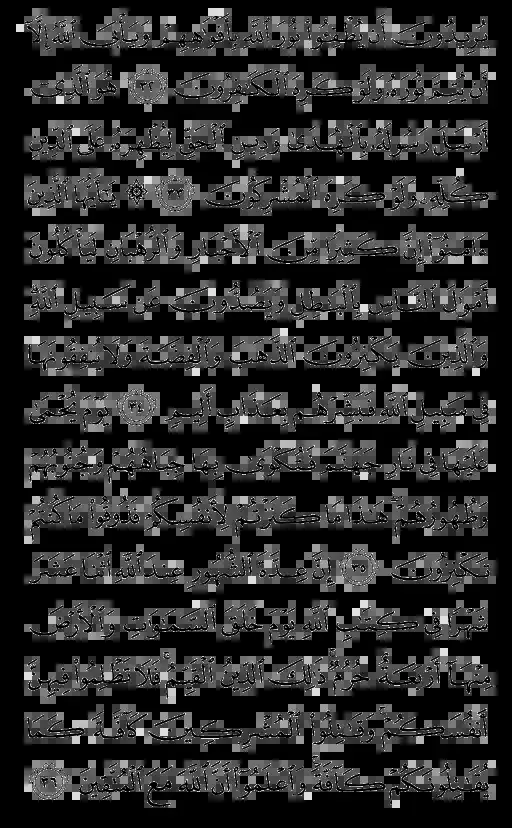 يُرِيدُونَ أَن يُطْفِـُٔوا۟ نُورَ ٱللَّهِ بِأَفْوَٰهِهِمْ وَيَأْبَى ٱللَّهُ إِلَّآ
أَن يُتِمَّ نُورَهُۥ وَلَوْ كَرِهَ ٱلْكَٰفِرُونَ ٣٢ هُوَ ٱلَّذِىٓ
أَرْسَلَ رَسُولَهُۥ بِٱلْهُدَىٰ وَدِينِ ٱلْحَقِّ لِيُظْهِرَهُۥ عَلَى ٱلدِّينِ
كُلِّهِۦ وَلَوْ كَرِهَ ٱلْمُشْرِكُونَ ٣٣ ۞ يَٰٓأَيُّهَا ٱلَّذِينَ
ءَامَنُوٓا۟ إِنَّ كَثِيرًا مِّنَ ٱلْأَحْبَارِ وَٱلرُّهْبَانِ لَيَأْكُلُونَ
أَمْوَٰلَ ٱلنَّاسِ بِٱلْبَٰطِلِ وَيَصُدُّونَ عَن سَبِيلِ ٱللَّهِ
وَٱلَّذِينَ يَكْنِزُونَ ٱلذَّهَبَ وَٱلْفِضَّةَ وَلَا يُنفِقُونَهَا
فِى سَبِيلِ ٱللَّهِ فَبَشِّرْهُم بِعَذَابٍ أَلِيمٍ ٣٤ يَوْمَ يُحْمَىٰ
عَلَيْهَا فِى نَارِ جَهَنَّمَ فَتُكْوَىٰ بِهَا جِبَاهُهُمْ وَجُنُوبُهُمْ
وَظُهُورُهُمْ هَٰذَا مَا كَنَزْتُمْ لِأَنفُسِكُمْ فَذُوقُوا۟ مَا كُنتُمْ
تَكْنِزُونَ ٣٥ إِنَّ عِدَّةَ ٱلشُّهُورِ عِندَ ٱللَّهِ ٱثْنَا عَشَرَ
شَهْرًا فِى كِتَٰبِ ٱللَّهِ يَوْمَ خَلَقَ ٱلسَّمَٰوَٰتِ وَٱلْأَرْضَ
مِنْهَآ أَرْبَعَةٌ حُرُمٌ ذَٰلِكَ ٱلدِّينُ ٱلْقَيِّمُ فَلَا تَظْلِمُوا۟ فِيهِنَّ
أَنفُسَكُمْ وَقَٰتِلُوا۟ ٱلْمُشْرِكِينَ كَآفَّةً كَمَا
يُقَٰتِلُونَكُمْ كَآفَّةً وَٱعْلَمُوٓا۟ أَنَّ ٱللَّهَ مَعَ ٱلْمُتَّقِينَ ٣٦